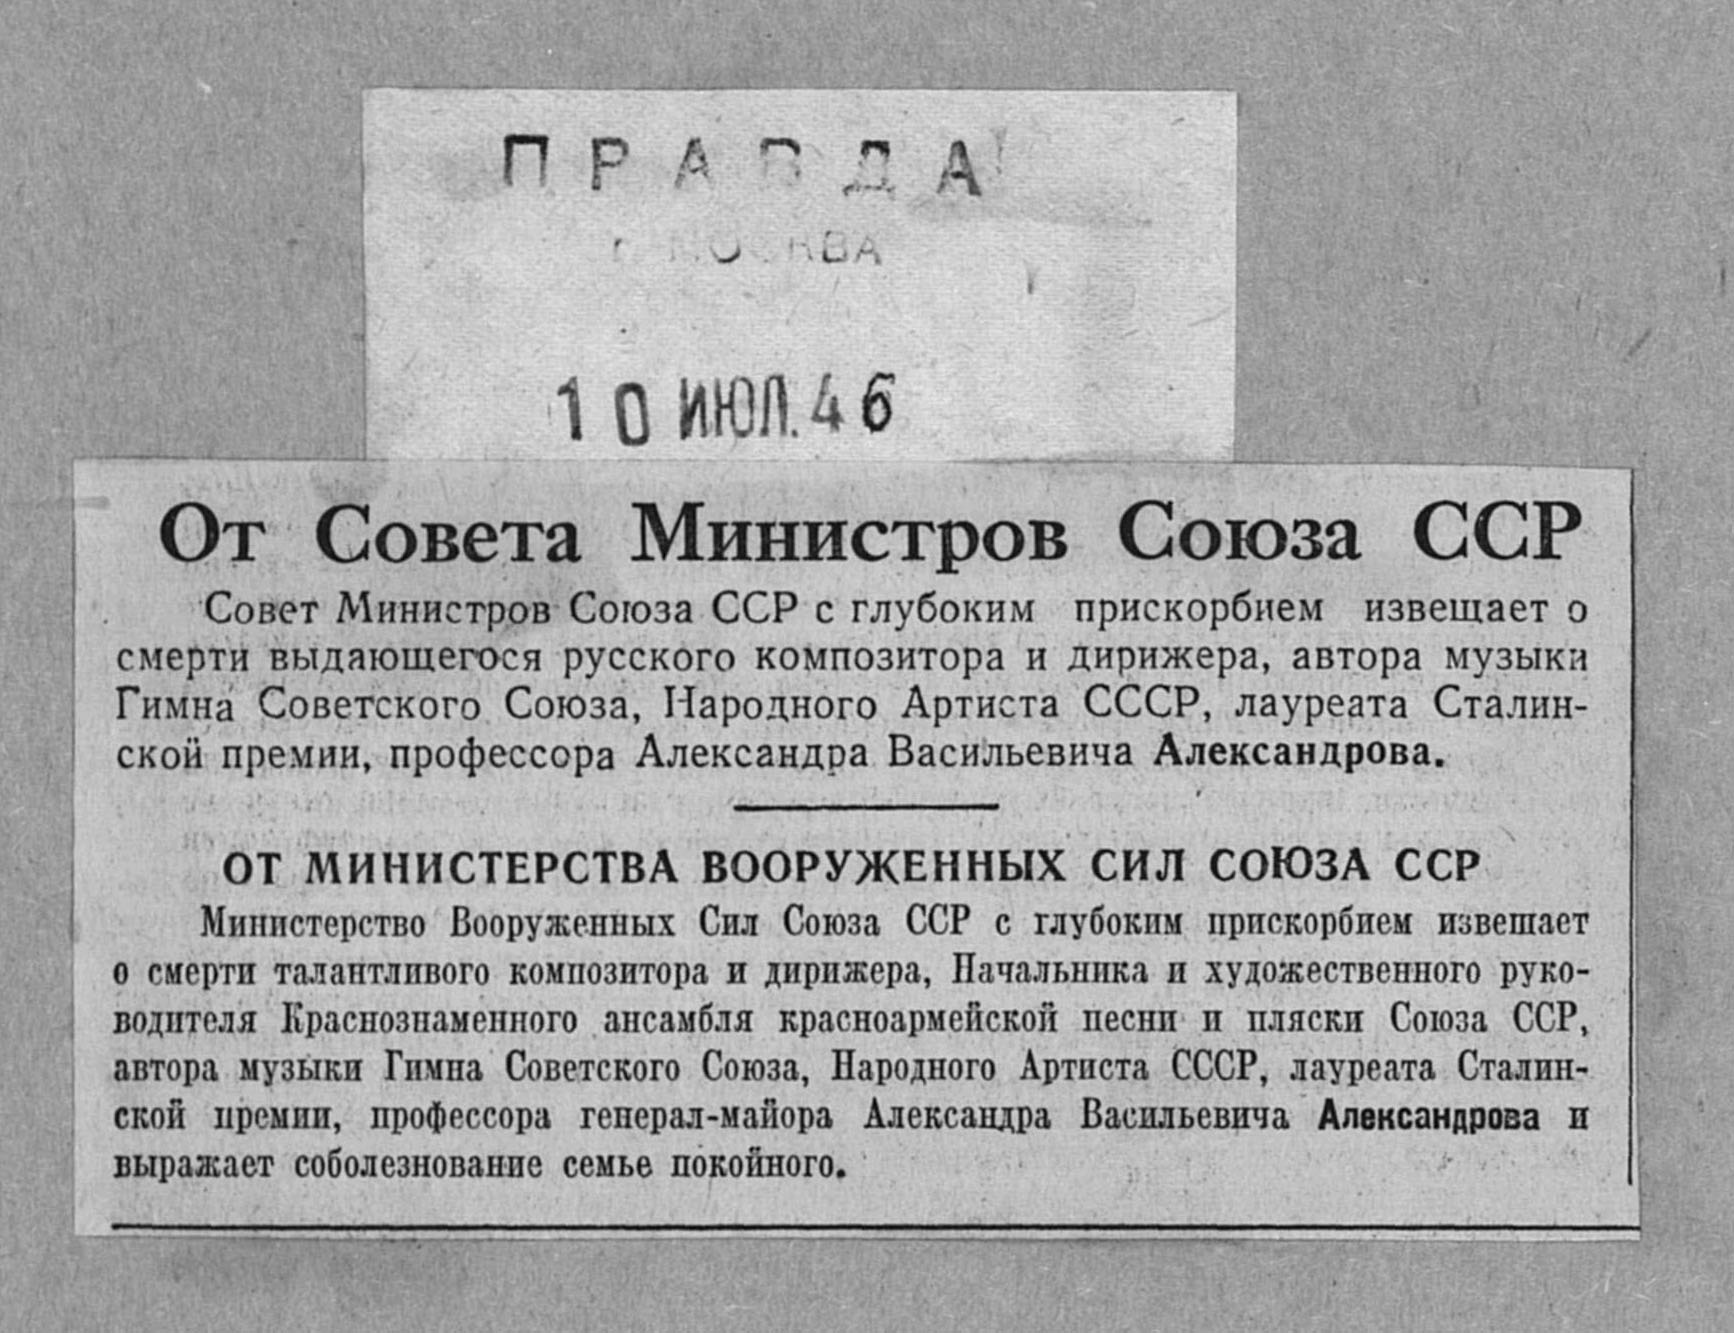 ПРАВДА
г. МОСКВА
10 ИЮЛ. 46
От Совета Министров Союза ССР
Совет Министров Союза ССР с глубоким прискорбием извещает о
смерти выдающегося русского композитора и дирижера, автора музыки
Гимна Советского Союза, Народного Артиста СССР, лауреата Сталин-
ской премии, профессора Александра Васильевича Александрова.
ОТ МИНИСТЕРСТВА ВООРУЖЕННЫХ СИЛ СОЮЗА ССР
Министерство Вооруженных Сил Союза ССР с глубоким прискорбием извещает
о смерти талантливого композитора и дирижера, Начальника и художественного руко-
водителя Краснознаменного ансамбля красноармейской песни и пляски Союза ССР,
автора музыки Гимна Советского Союза, Народного Артиста СССР, лауреата Сталин-
ской премии, профессора генерал-майора Александра Васильевича Александрова и
выражает соболезнование семье покойного.